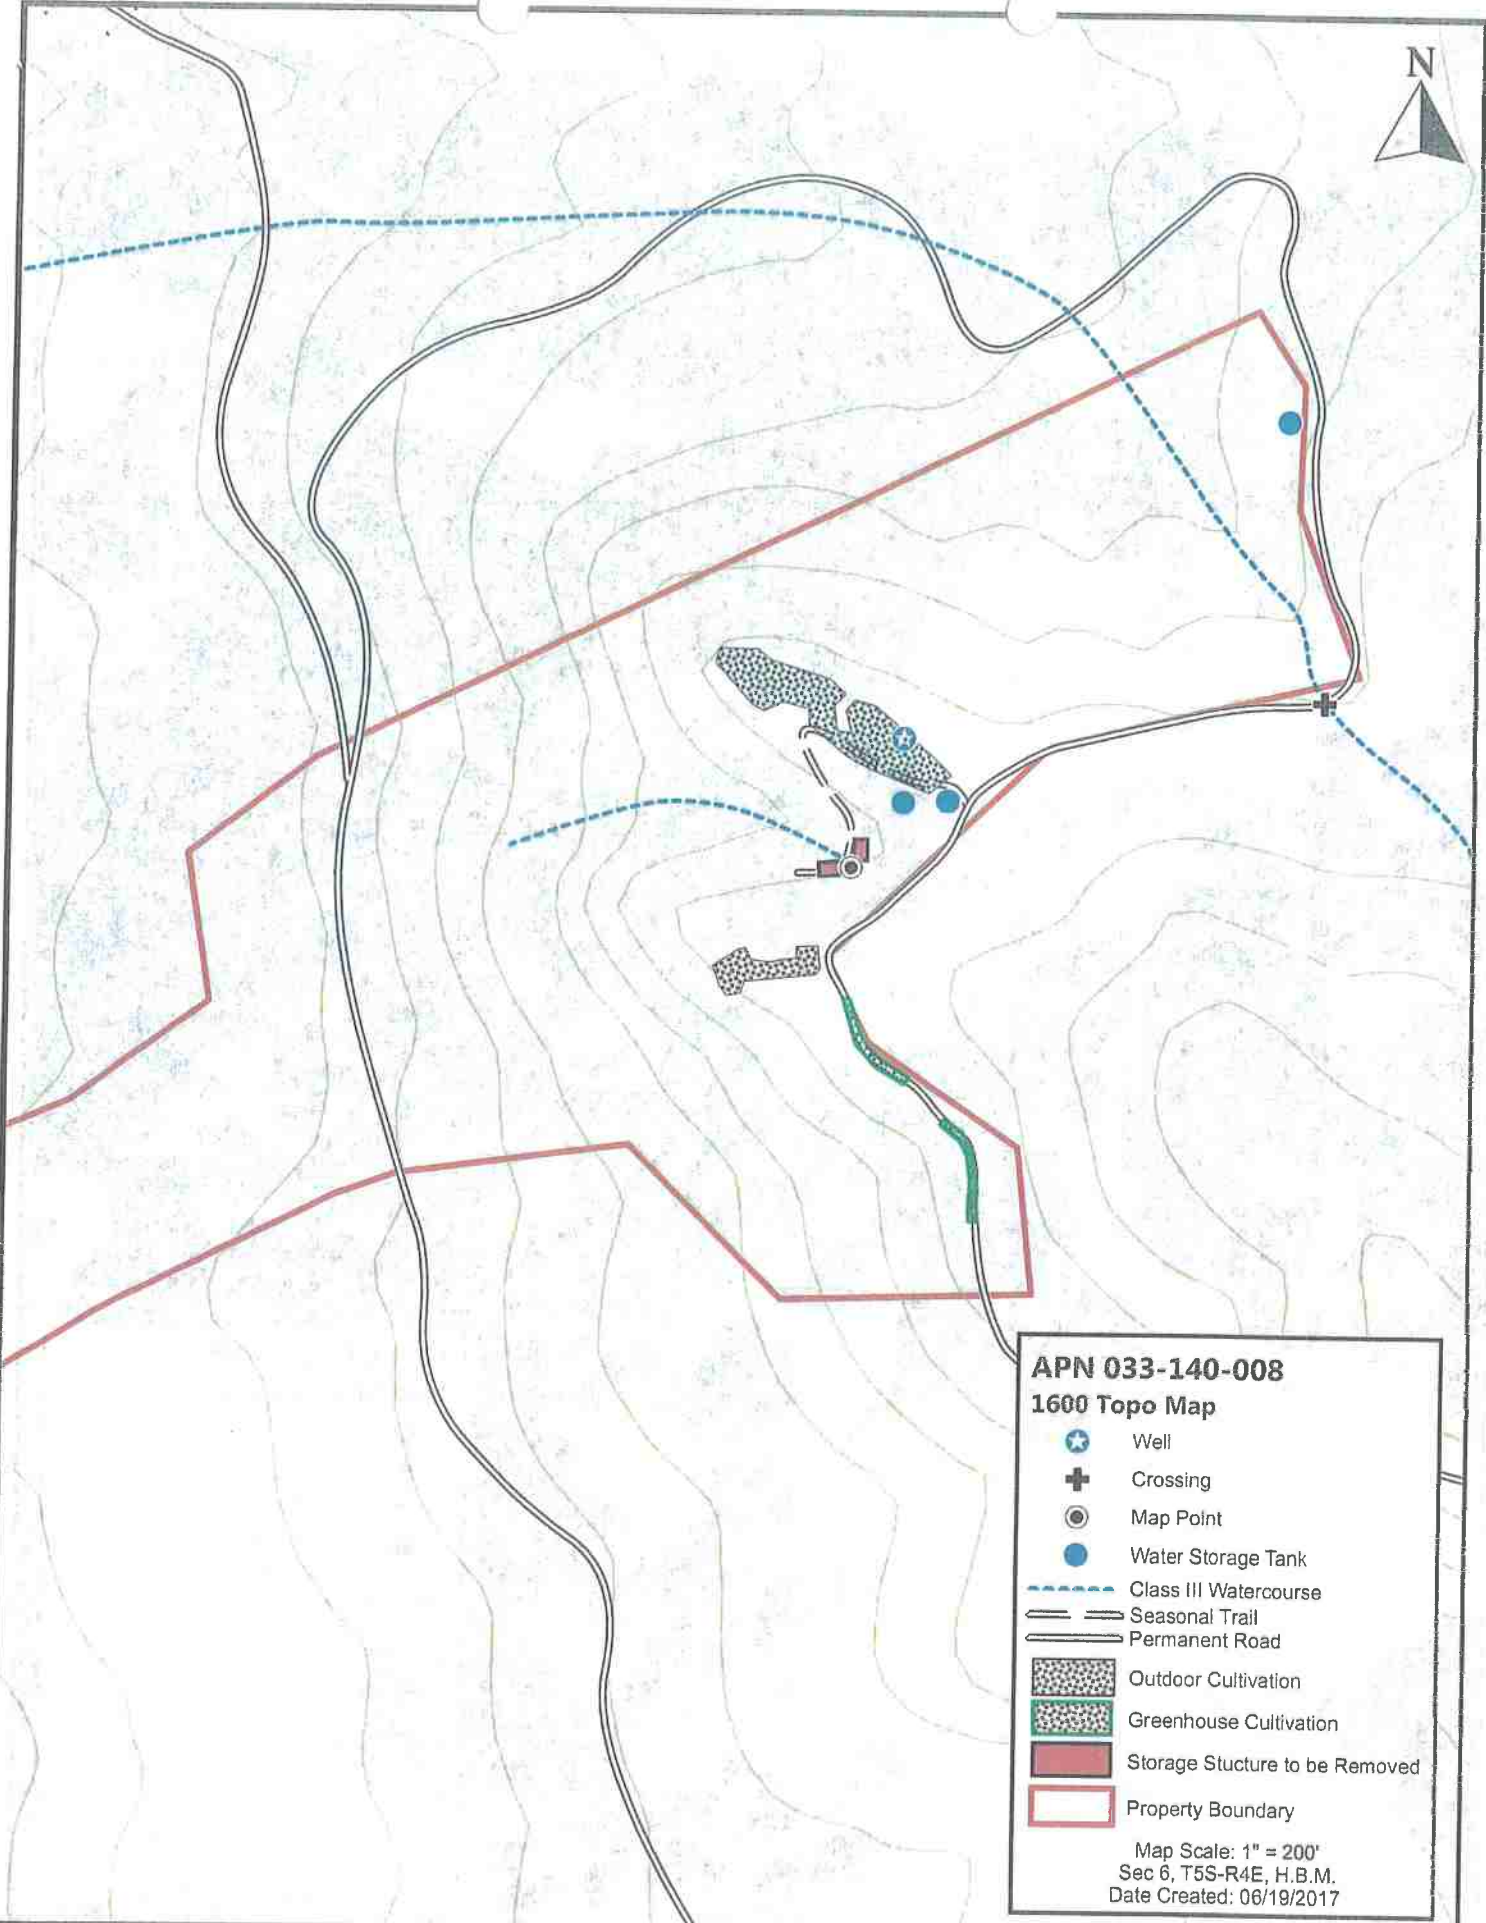 N
APN 033-140-008
1600 Topo Map
Well
Crossing
Map Point
Water Storage Tank
Class III Watercourse
Seasonal Trail
Permanent Road
Outdoor Cultivation
Greenhouse Cultivation
Storage Stucture to be Removed
Property Boundary
Map Scale: 1" = 200'
Sec 6, T5S-R4E, H.B.M.
Date Created: 06/19/2017